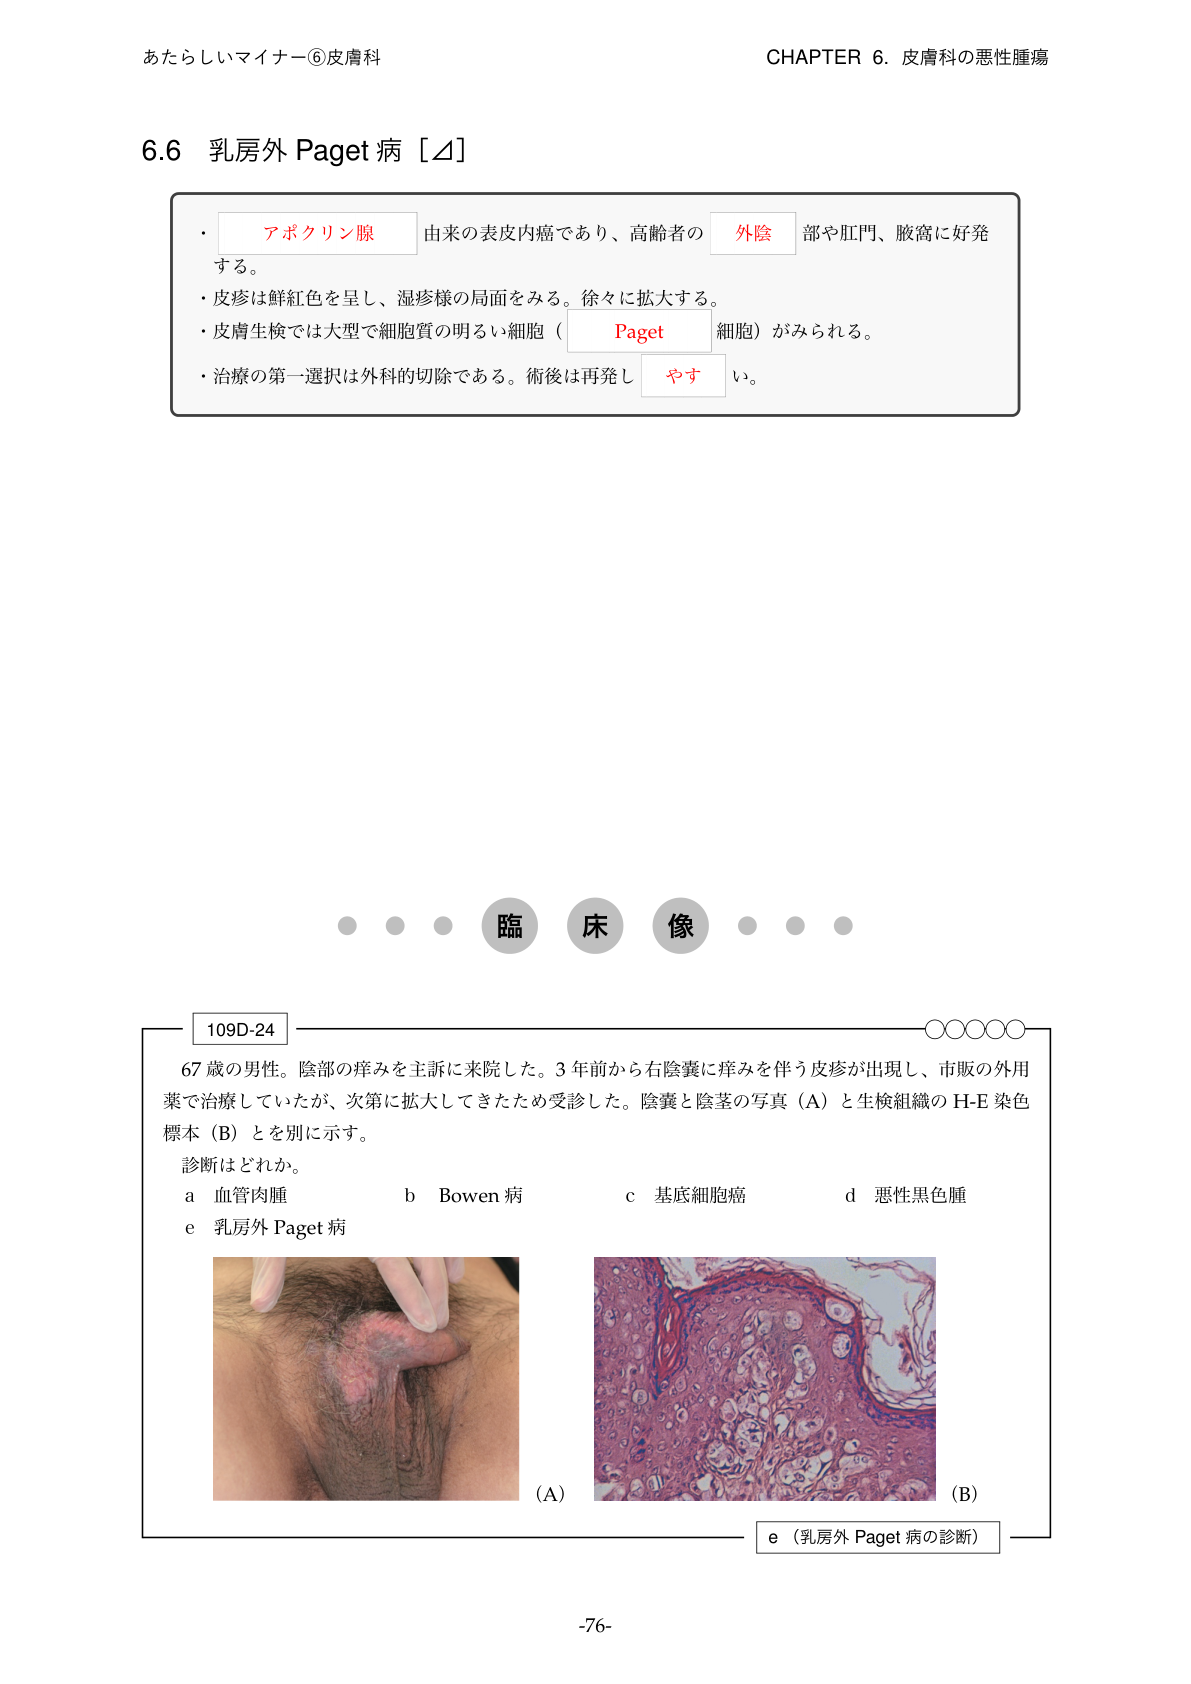 あたらしいマイナー⑥皮膚科
CHAPTER 6. 皮膚科の悪性腫瘍
6.6 乳房外 Paget 病［⊿］
・アポクリン腺由来の表皮内癌であり、高齢者の外陰部や肛門、腋窩に好発
する。
・皮疹は鮮紅色を呈し、湿疹様の局面をみる。徐々に拡大する。
・皮膚生検では大型で細胞質の明るい細胞（Paget細胞）がみられる。
・治療の第一選択は外科的切除である。術後は再発しやすい。
臨床像
109D-24
67 歳の男性。陰部の痒みを主訴に来院した。3 年前から右陰嚢に痒みを伴う皮疹が出現し、市販の外用
薬で治療していたが、次第に拡大してきたため受診した。陰嚢と陰茎の写真（A）と生検組織の H-E 染色
標本（B）とを別に示す。
診断はどれか。
a 血管肉腫 b Bowen 病 c 基底細胞癌 d 悪性黒色腫
e 乳房外 Paget 病
（A）
（B）
e （乳房外 Paget 病の診断）
-76-